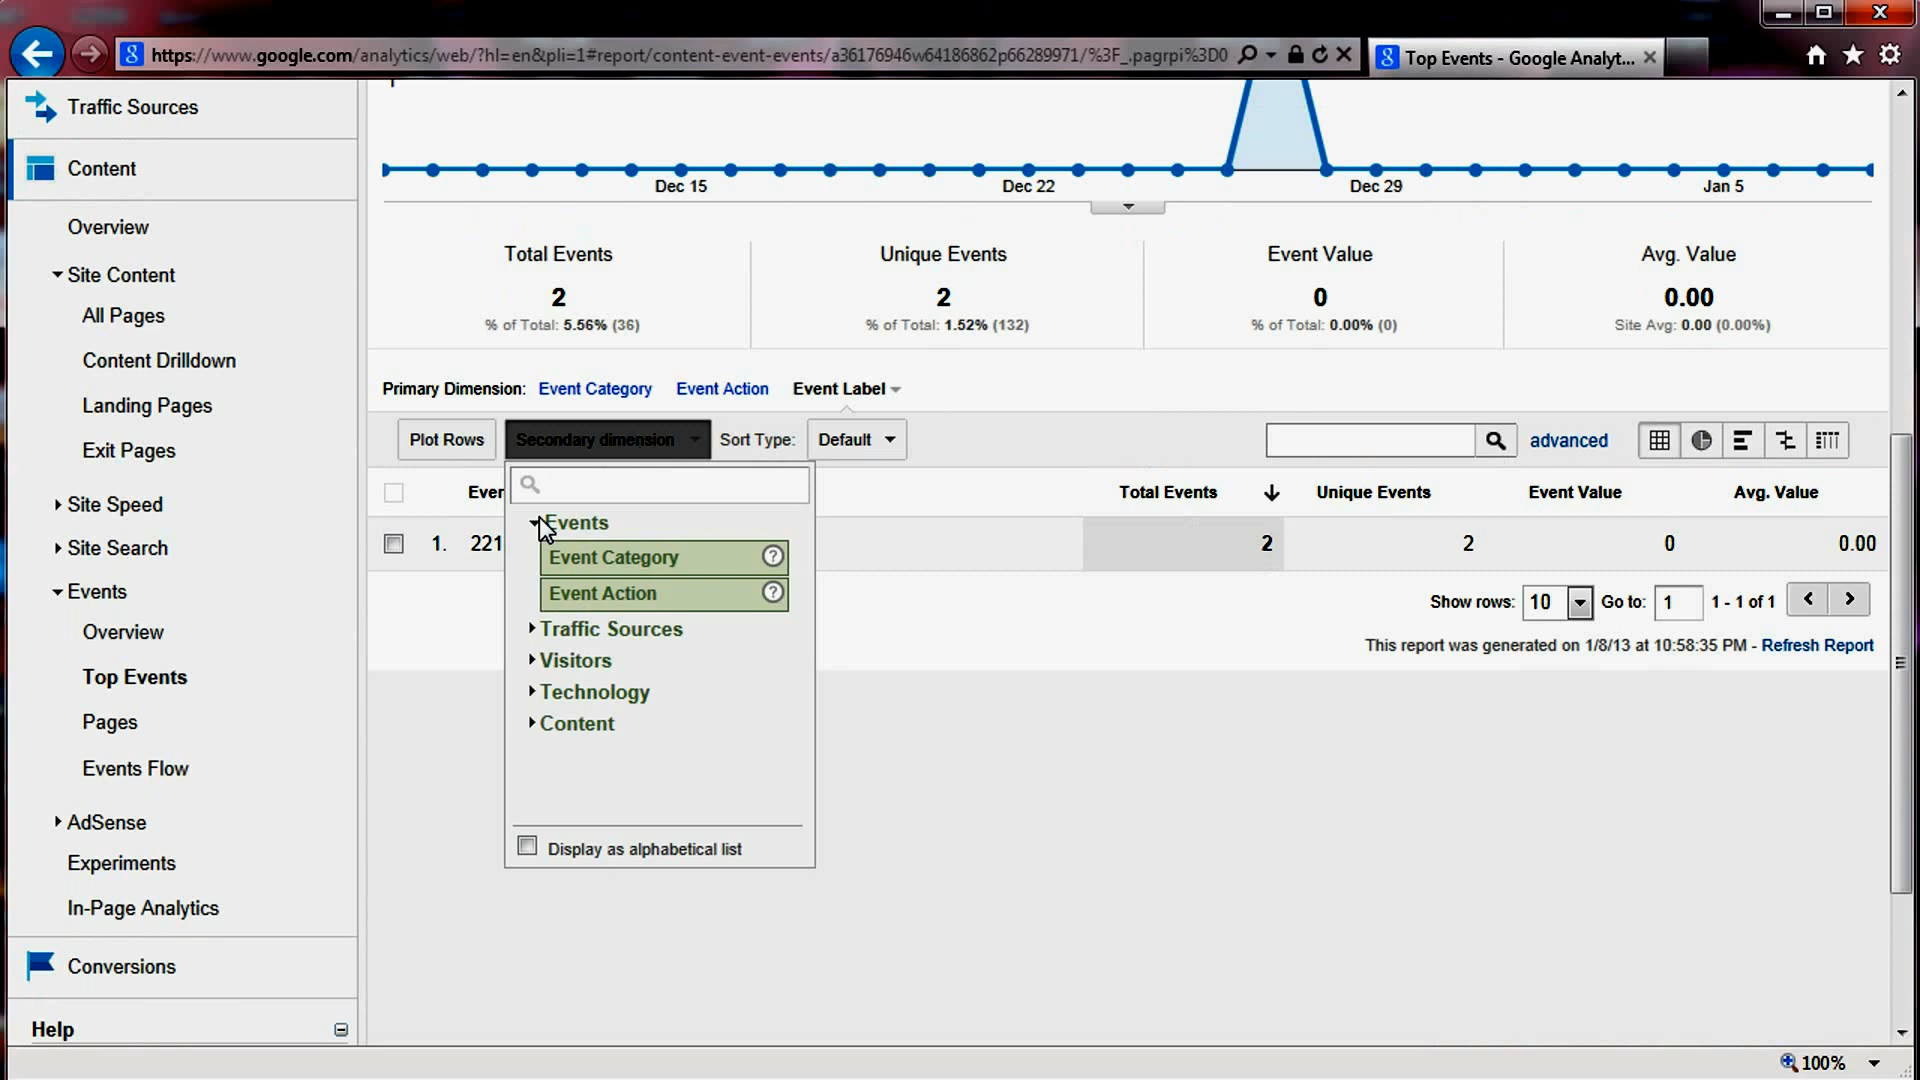 https://www.google.com/analytics/web/?hl=en&pli=1#report/content-event-events/a36176946w64186862p66289971/%3F_.pagrpi%3D0
Top Events - Google Analyt...
Traffic Sources
Content
Overview
Site Content
All Pages
Content Drilldown
Landing Pages
Exit Pages
Site Speed
Site Search
Events
Overview
Top Events
Pages
Events Flow
AdSense
Experiments
In-Page Analytics
Conversions
Help
Dec 15 Dec 22 Dec 29 Jan 5
Total Events Unique Events Event Value Avg. Value
2 2 0 0.00
% of Total: 5.56% (36) % of Total: 1.52% (132) % of Total: 0.00% (0) Site Avg: 0.00 (0.00%)
Primary Dimension: Event Category Event Action Event Label
Plot Rows Secondary dimension Sort Type: Default advanced
Even Total Events Unique Events Event Value Avg. Value
1. 221 2 2 0 0.00
Events
Event Category ?
Event Action ?
Traffic Sources
Visitors
Technology
Content
Display as alphabetical list
Show rows: 10 Go to: 1 1 - 1 of 1
This report was generated on 1/8/13 at 10:58:35 PM - Refresh Report
100%